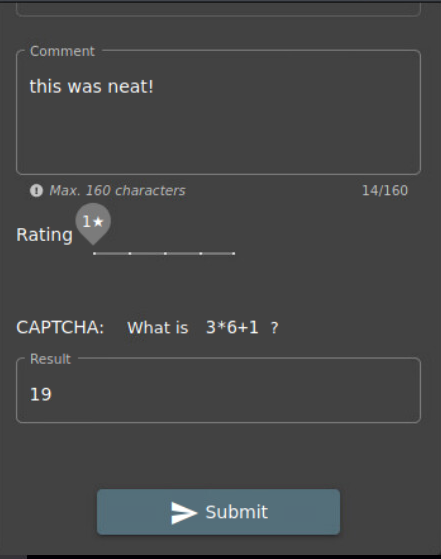 Comment
this was neat!
Max. 160 characters 14/160
Rating 1★
CAPTCHA: What is 3*6+1 ?
Result
19
Submit